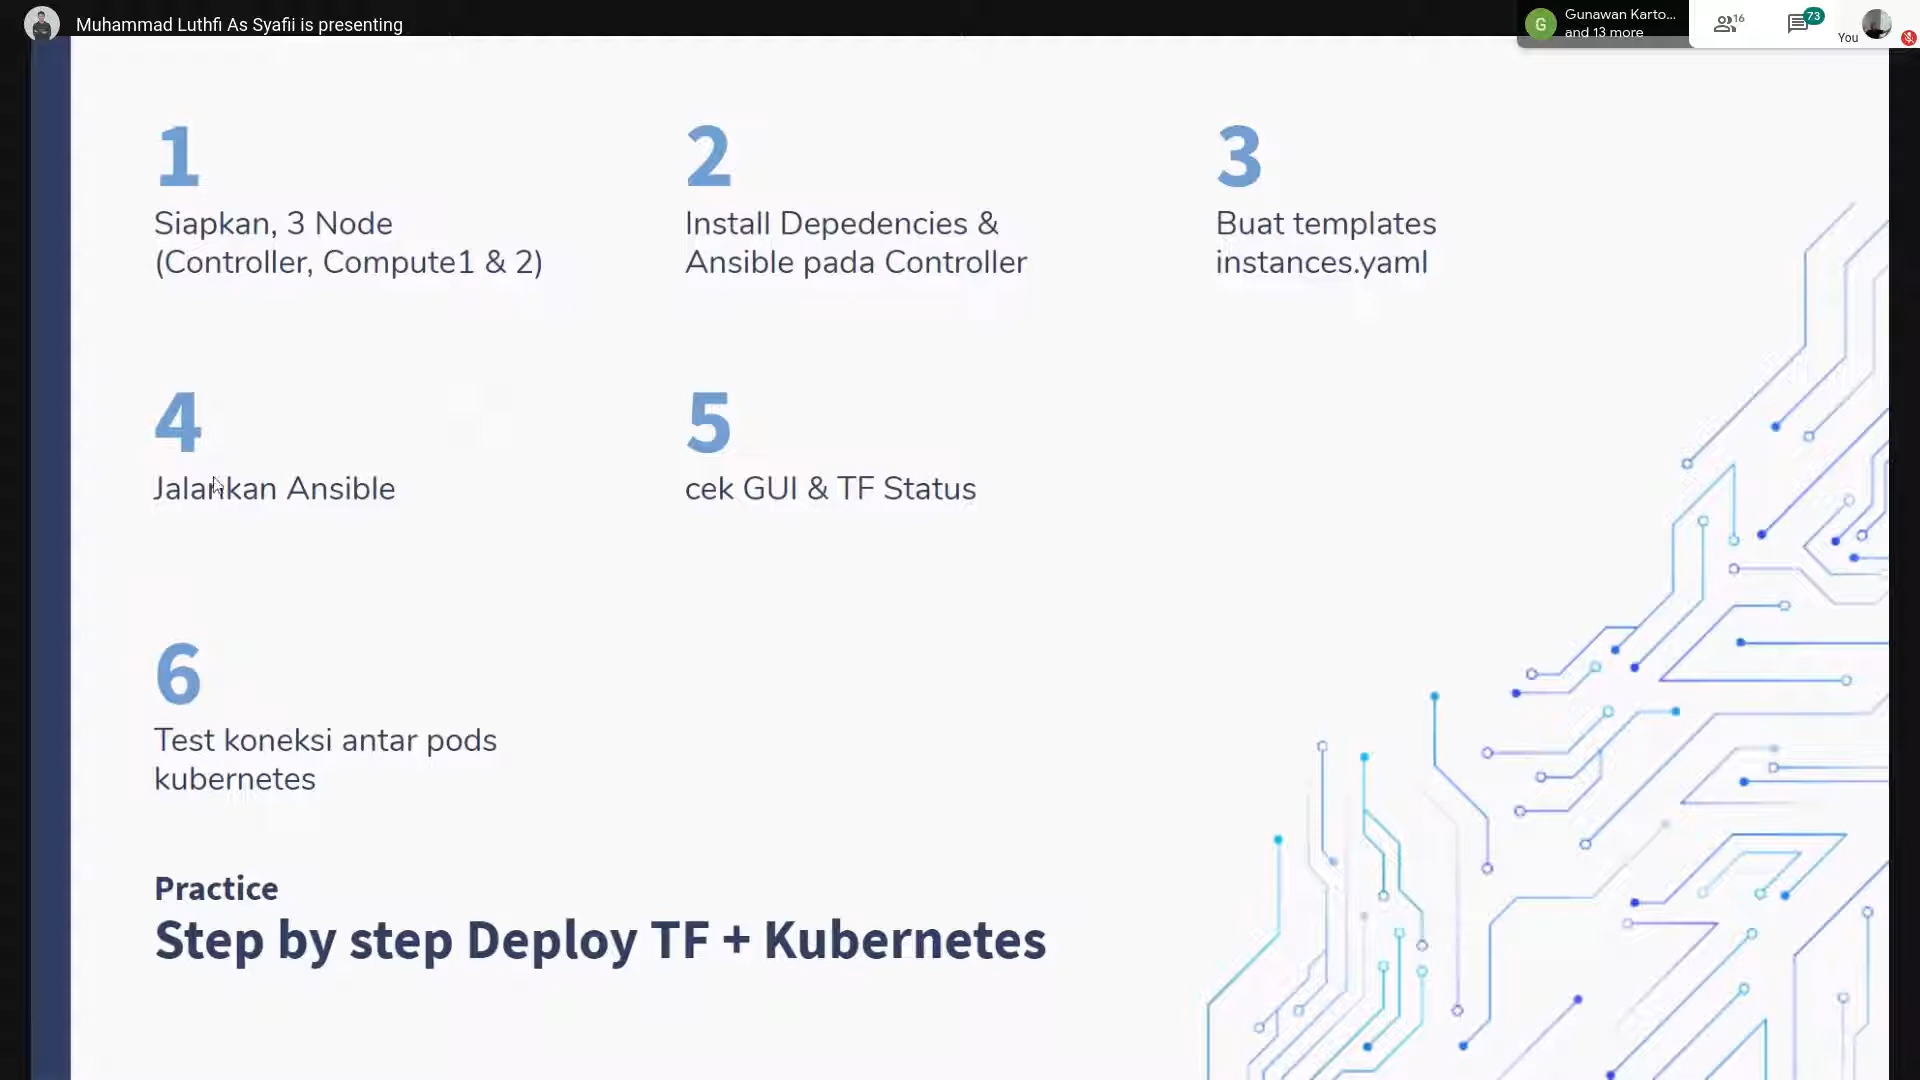 Muhammad Luthfi As Syafii is presenting
G
Gunawan Karto...
and 13 more
16
73
You
1
Siapkan, 3 Node
(Controller, Compute1 & 2)
2
Install Depedencies &
Ansible pada Controller
3
Buat templates
instances.yaml
4
Jalankan Ansible
5
cek GUI & TF Status
6
Test koneksi antar pods
kubernetes
Practice
Step by step Deploy TF + Kubernetes